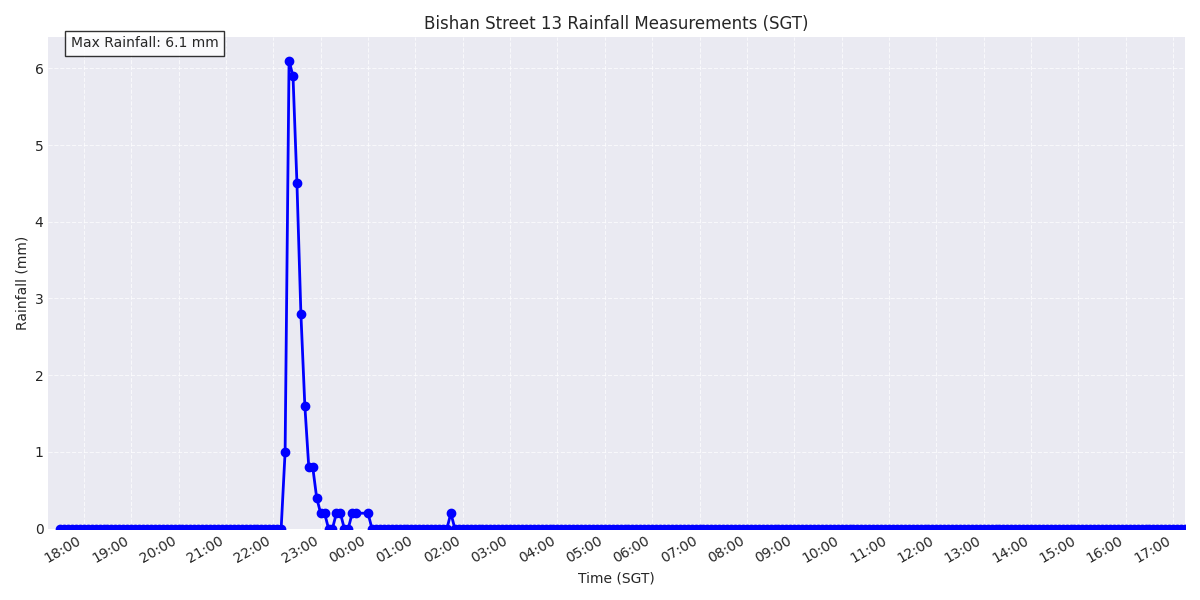 Bishan Street 13 Rainfall Measurements (SGT)
Max Rainfall: 6.1 mm
Rainfall (mm)
6
5
4
3
2
1
0
18:00 19:00 20:00 21:00 22:00 23:00 00:00 01:00 02:00 03:00 04:00 05:00 06:00 07:00 08:00 09:00 10:00 11:00 12:00 13:00 14:00 15:00 16:00 17:00
Time (SGT)